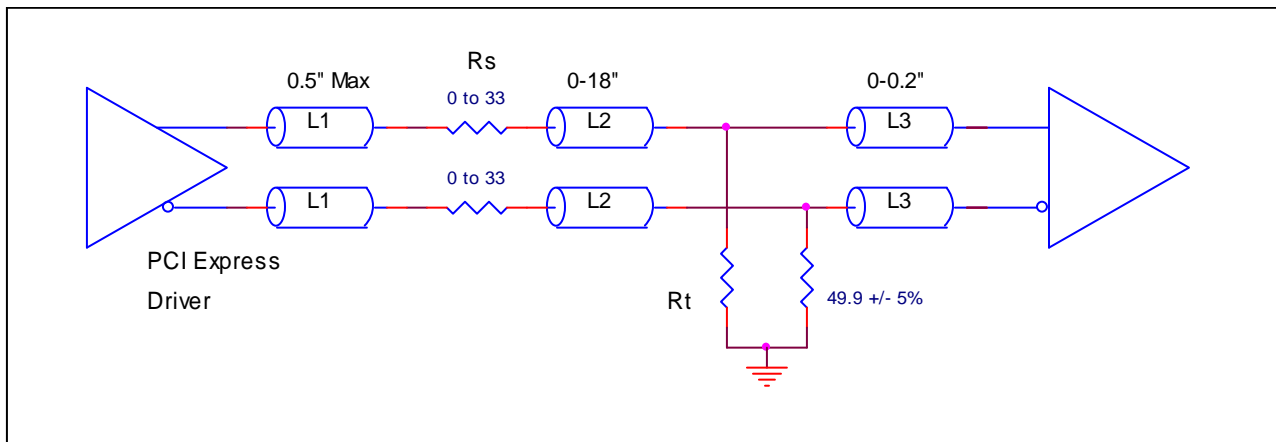 Rs
0.5" Max
0-18"
0-0.2"
0 to 33
L1
L2
L3
0 to 33
L1
L2
L3
PCI Express
Driver
Rt
49.9 +/- 5%